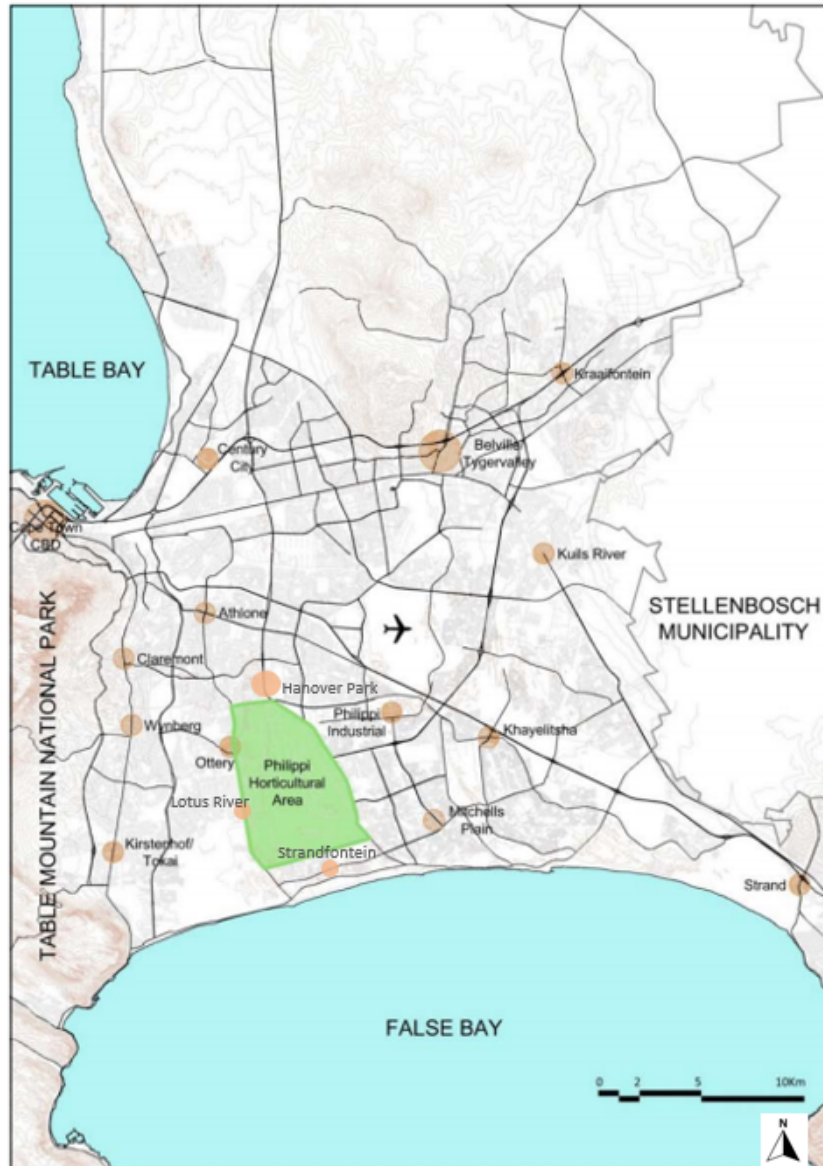 TABLE BAY
Kraaifontein
Century
City
Belville/
Tygervalley
Cape Town
CBD
Kuils River
STELLENBOSCH
MUNICIPALITY
TABLE MOUNTAIN NATIONAL PARK
Athlone
Claremont
Hanover Park
Wynberg
Philippi
Industrial
Khayelitsha
Ottery
Philippi
Horticultural
Area
Lotus River
Mitchells
Plain
Kirstenhof/
Tokai
Strandfontein
Strand
FALSE BAY
0 2 5 10Km
N